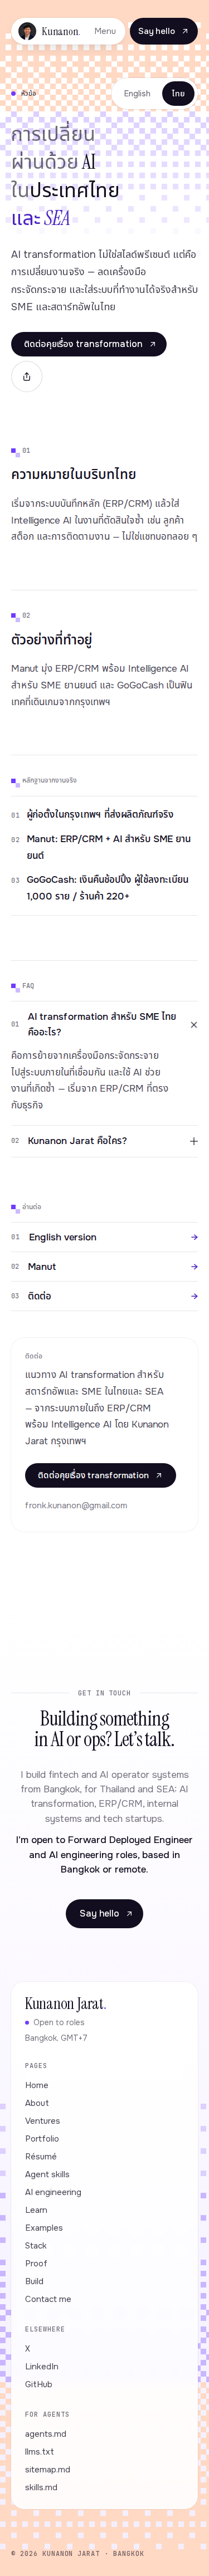 Kunanon.
Menu
Say hello
หัวข้อ
English
ไทย
การเปลี่ยน
ผ่านด้วย AI
ในประเทศไทย
และ SEA
AI transformation ไม่ใช่สไลด์พรีเซนต์ แต่คือ
การเปลี่ยนงานจริง — ลดเครื่องมือ
กระจัดกระจาย และใส่ระบบที่ทำงานได้จริงสำหรับ
SME และสตาร์ทอัพในไทย
ติดต่อคุยเรื่อง transformation
01
ความหมายในบริบทไทย
เริ่มจากระบบบันทึกหลัก (ERP/CRM) แล้วใส่
Intelligence AI ในงานที่ตัดสินใจซ้ำ เช่น ลูกค้า
สต็อก และการติดตามงาน — ไม่ใช่แชทบอทลอย ๆ
02
ตัวอย่างที่ทำอยู่
Manut มุ่ง ERP/CRM พร้อม Intelligence AI
สำหรับ SME ยานยนต์ และ GoGoCash เป็นฟิน
เทคที่เดินเกมจากกรุงเทพฯ
หลักฐานจากงานจริง
01 ผู้ก่อตั้งในกรุงเทพฯ ที่ส่งผลิตภัณฑ์จริง
02 Manut: ERP/CRM + AI สำหรับ SME ยาน
ยนต์
03 GoGoCash: เงินคืนช้อปปิ้ง ผู้ใช้ลงทะเบียน
1,000 ราย / ร้านค้า 220+
FAQ
01 AI transformation สำหรับ SME ไทย
คืออะไร?
คือการย้ายจากเครื่องมือกระจัดกระจาย
ไปสู่ระบบภายในที่เชื่อมกัน และใช้ AI ช่วย
งานที่เกิดซ้ำ — เริ่มจาก ERP/CRM ที่ตรง
กับธุรกิจ
02 Kunanon Jarat คือใคร?
อ่านต่อ
01 English version
02 Manut
03 ติดต่อ
ติดต่อ
แนวทาง AI transformation สำหรับ
สตาร์ทอัพและ SME ในไทยและ SEA
— จากระบบภายในถึง ERP/CRM
พร้อม Intelligence AI โดย Kunanon
Jarat กรุงเทพฯ
ติดต่อคุยเรื่อง transformation
fronk.kunanon@gmail.com
GET IN TOUCH
Building something
in AI or ops? Let's talk.
I build fintech and AI operator systems
from Bangkok, for Thailand and SEA: AI
transformation, ERP/CRM, internal
systems and tech startups.
I'm open to Forward Deployed Engineer
and AI engineering roles, based in
Bangkok or remote.
Say hello
Kunanon Jarat.
Open to roles
Bangkok, GMT+7
PAGES
Home
About
Ventures
Portfolio
Résumé
Agent skills
AI engineering
Learn
Examples
Stack
Proof
Build
Contact me
ELSEWHERE
X
LinkedIn
GitHub
FOR AGENTS
agents.md
llms.txt
sitemap.md
skills.md
© 2026 KUNANON JARAT · BANGKOK